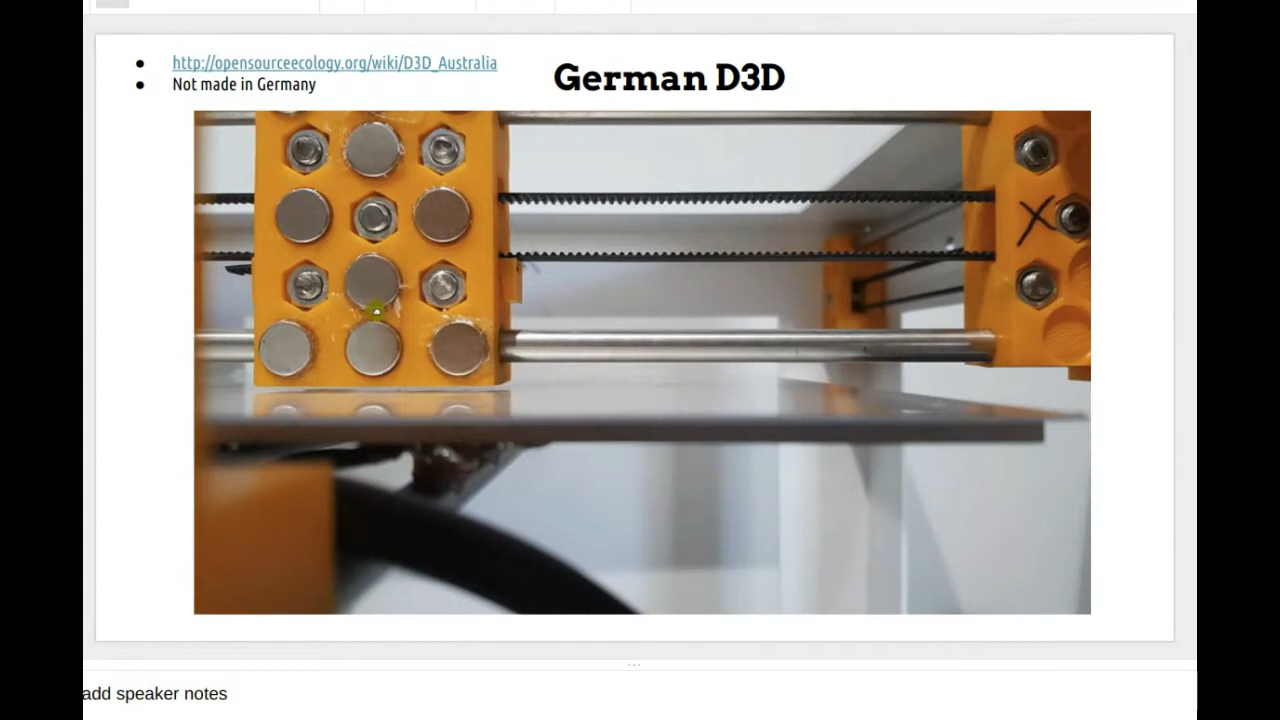 http://opensourceecology.org/wiki/D3D_Australia
Not made in Germany
German D3D
X
add speaker notes